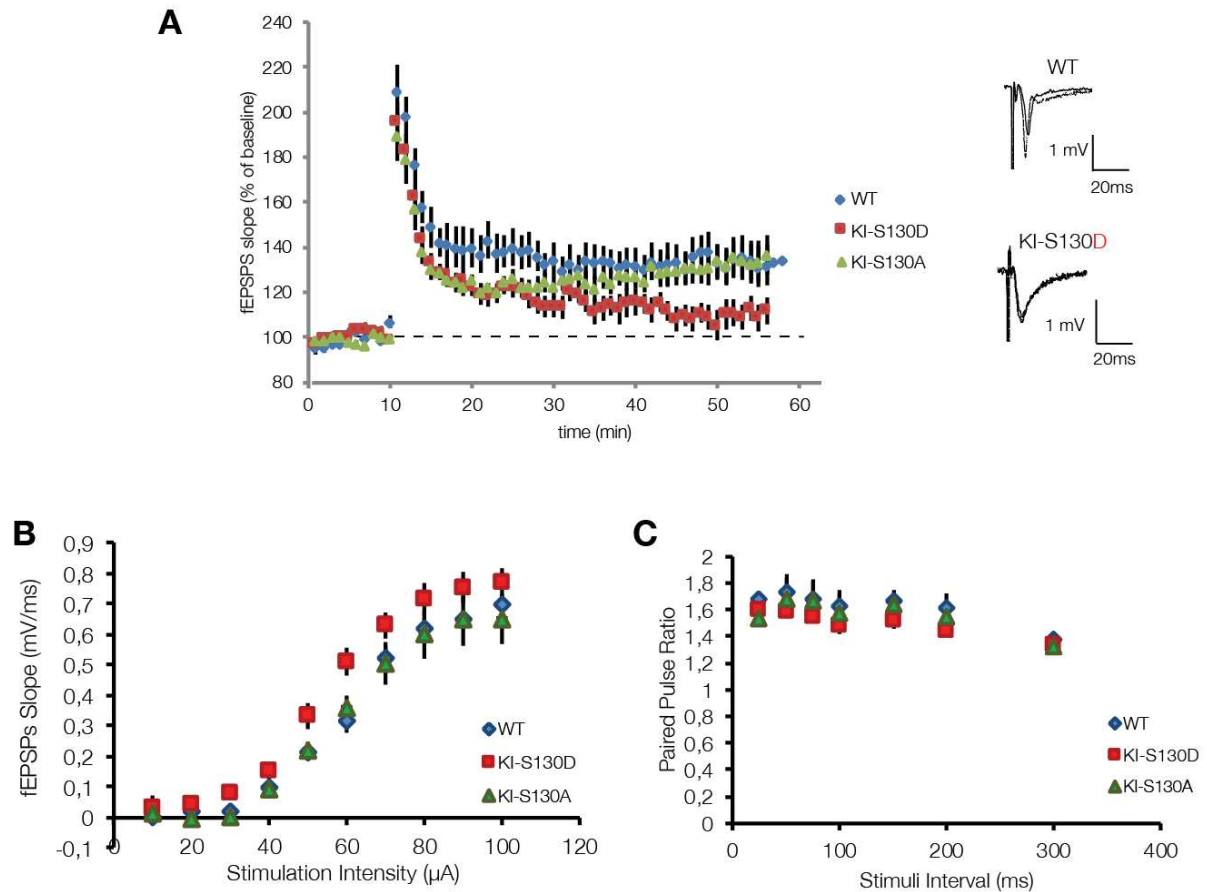 A
fEPSPS slope (% of baseline)
240
220
200
180
160
140
120
100
80
0
10
20
30
40
50
60
time (min)
WT
KI-S130D
KI-S130A
WT
1 mV
20ms
KI-S130D
1 mV
20ms
B
fEPSPs Slope (mV/ms)
0,9
0,8
0,7
0,6
0,5
0,4
0,3
0,2
0,1
0
-0,1
0
20
40
60
80
100
120
Stimulation Intensity (µA)
WT
KI-S130D
KI-S130A
C
Paired Pulse Ratio
2
1,8
1,6
1,4
1,2
1
0,8
0,6
0,4
0,2
0
0
100
200
300
400
Stimuli Interval (ms)
WT
KI-S130D
KI-S130A